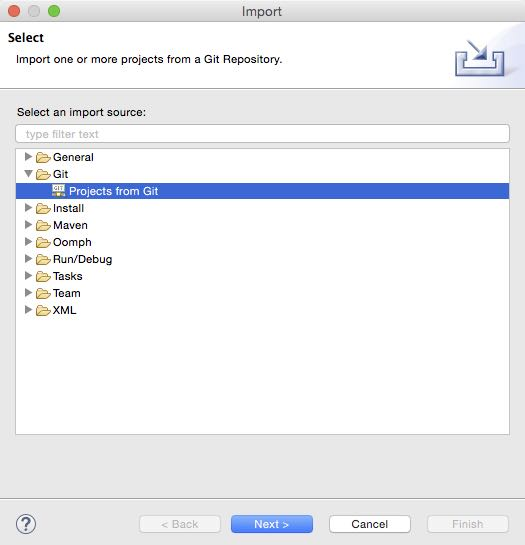 Import
Select
Import one or more projects from a Git Repository.
Select an import source:
type filter text
General
Git
GIT
Projects from Git
Install
Maven
Oomph
Run/Debug
Tasks
Team
XML
?
< Back
Next >
Cancel
Finish